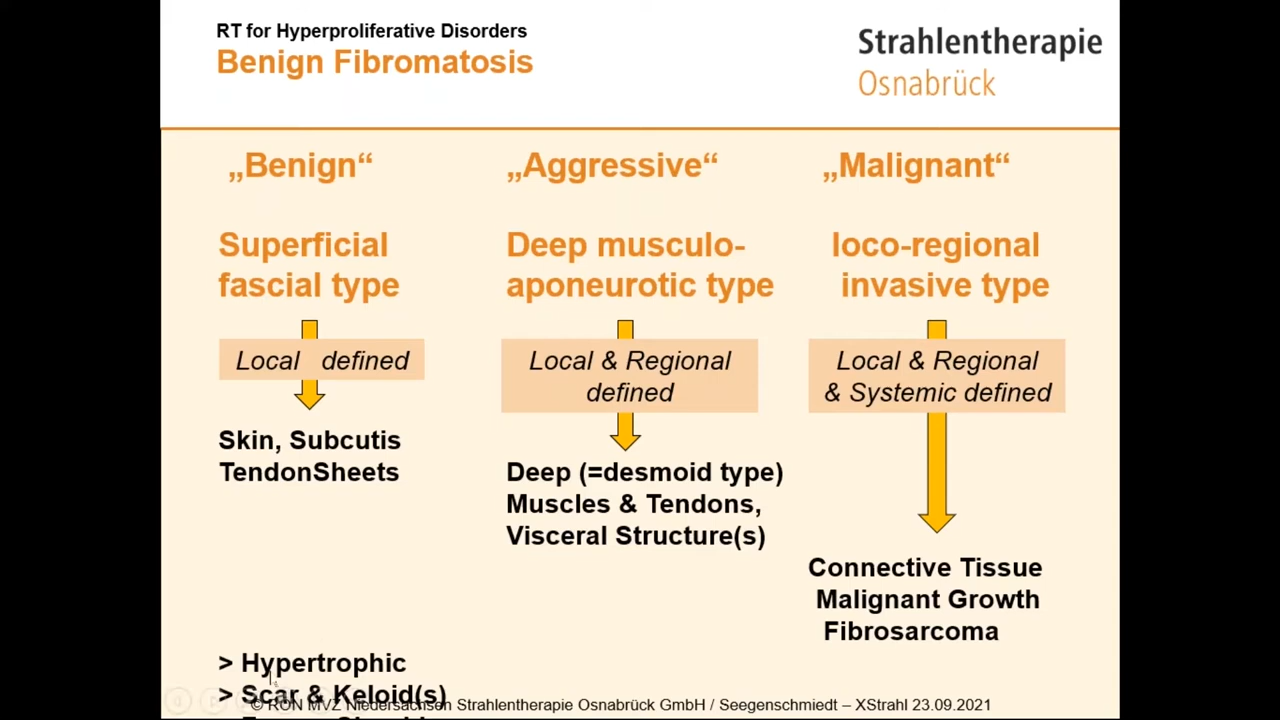 RT for Hyperproliferative Disorders
Benign Fibromatosis
Strahlentherapie
Osnabrück
„Benign“
Superficial
fascial type
Local defined
Skin, Subcutis
TendonSheets
> Hypertrophic
> Scar & Keloid(s)
„Aggressive“
Deep musculo-
aponeurotic type
Local & Regional
defined
Deep (=desmoid type)
Muscles & Tendons,
Visceral Structure(s)
„Malignant“
loco-regional
invasive type
Local & Regional
& Systemic defined
Connective Tissue
Malignant Growth
Fibrosarcoma
© RON MVZ Niedersachsen Strahlentherapie Osnabrück GmbH / Seegenschmiedt – XStrahl 23.09.2021